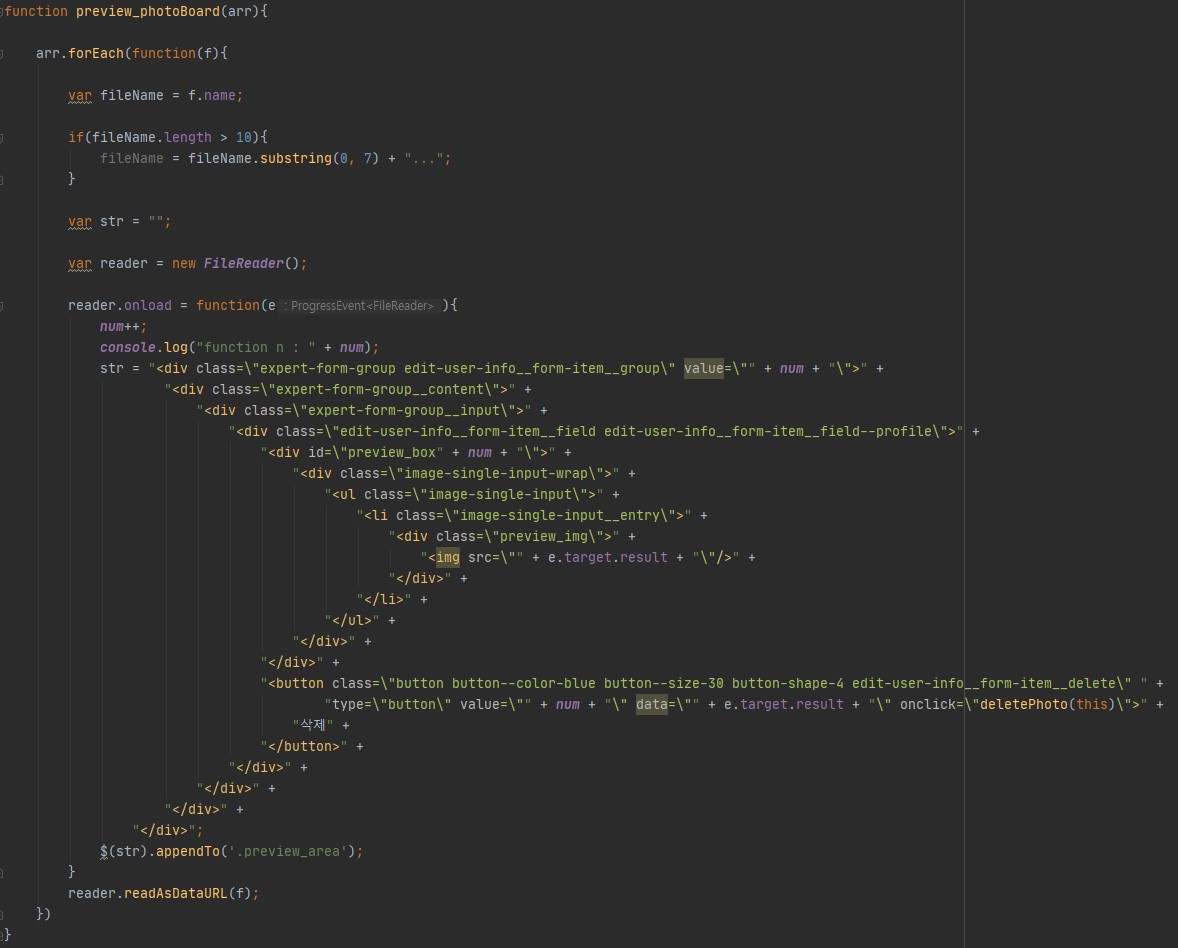 function preview_photoBoard(arr){
arr.forEach(function(f){
var fileName = f.name;
if(fileName.length > 10){
fileName = fileName.substring(0, 7) + "...";
}
var str = "";
var reader = new FileReader();
reader.onload = function(e : ProgressEvent<FileReader> ){
num++;
console.log("function n : " + num);
str = "<div class=\"expert-form-group edit-user-info__form-item__group\" value=\"" + num + "\">" +
"<div class=\"expert-form-group__content\">" +
"<div class=\"expert-form-group__input\">" +
"<div class=\"edit-user-info__form-item__field edit-user-info__form-item__field--profile\">" +
"<div id=\"preview_box" + num + "\">" +
"<div class=\"image-single-input-wrap\">" +
"<ul class=\"image-single-input\">" +
"<li class=\"image-single-input__entry\">" +
"<div class=\"preview_img\">" +
"<img src=\"" + e.target.result + "\"/>" +
"</div>" +
"</li>" +
"</ul>" +
"</div>" +
"</div>" +
"<button class=\"button button--color-blue button--size-30 button-shape-4 edit-user-info__form-item__delete\" " +
"type=\"button\" value=\"" + num + "\" data=\"" + e.target.result + "\" onclick=\"deletePhoto(this)\">" +
"삭제" +
"</button>" +
"</div>" +
"</div>" +
"</div>" +
"</div>";
$(str).appendTo('.preview_area');
}
reader.readAsDataURL(f);
})
}